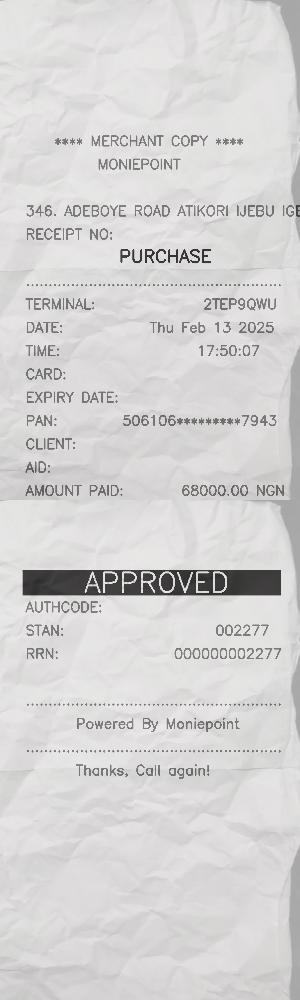 **** MERCHANT COPY ****
MONIEPOINT
346. ADEBOYE ROAD ATIKORI IJEBU IGB
RECEIPT NO:
PURCHASE
TERMINAL: 2TEP9QWU
DATE: Thu Feb 13 2025
TIME: 17:50:07
CARD:
EXPIRY DATE:
PAN: 506106*********7943
CLIENT:
AID:
AMOUNT PAID: 68000.00 NGN
APPROVED
AUTHCODE:
STAN: 002277
RRN: 000000002277
Powered By Moniepoint
Thanks, Call again!